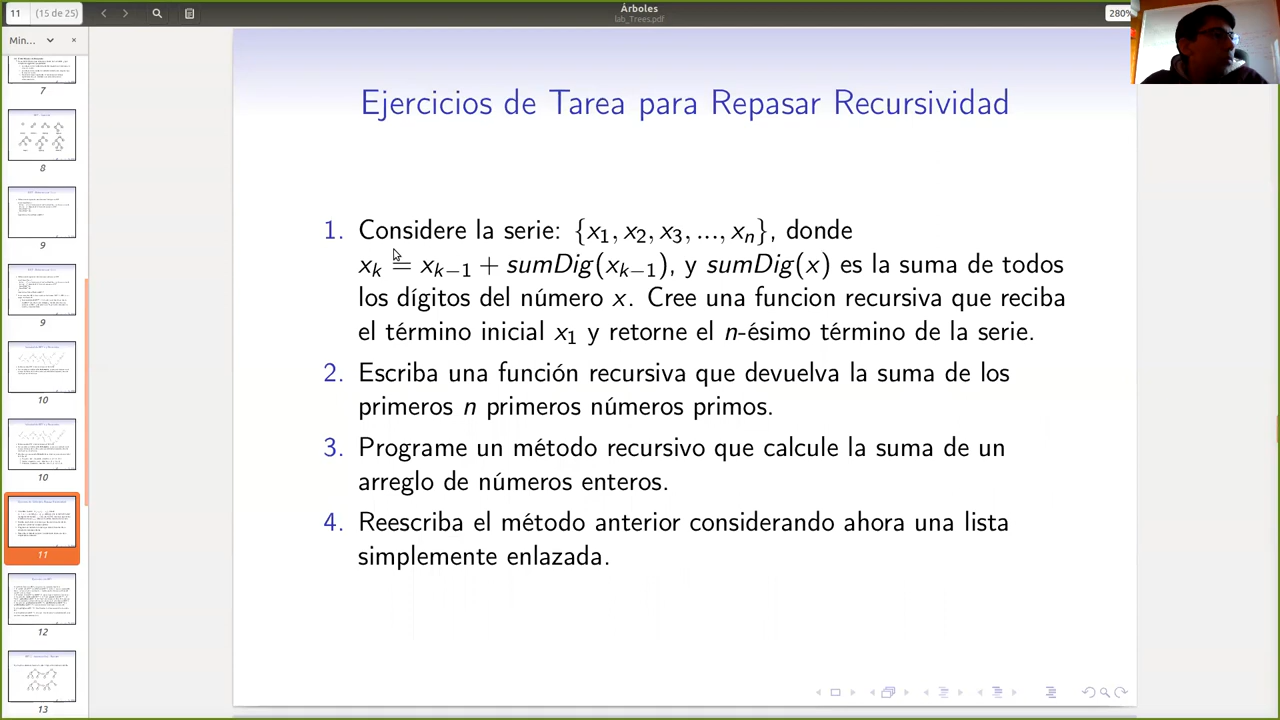 11 (15 de 25)
Árboles
lab_Trees.pdf
280%
Min...
7
8
9
9
10
10
11
12
13
Ejercicios de Tarea para Repasar Recursividad
1. Considere la serie: {x₁, x₂, x₃, ..., xₙ}, donde
xₖ = xₖ₋₁ + sumDig(xₖ₋₁), y sumDig(x) es la suma de todos
los dígitos del número x. Cree una funcion recursiva que reciba
el término inicial x₁ y retorne el n-ésimo término de la serie.
2. Escriba una función recursiva que devuelva la suma de los
primeros n primeros números primos.
3. Programe un método recursivo que calcule la suma de un
arreglo de números enteros.
4. Reescriba el método anterior considerando ahora una lista
simplemente enlazada.